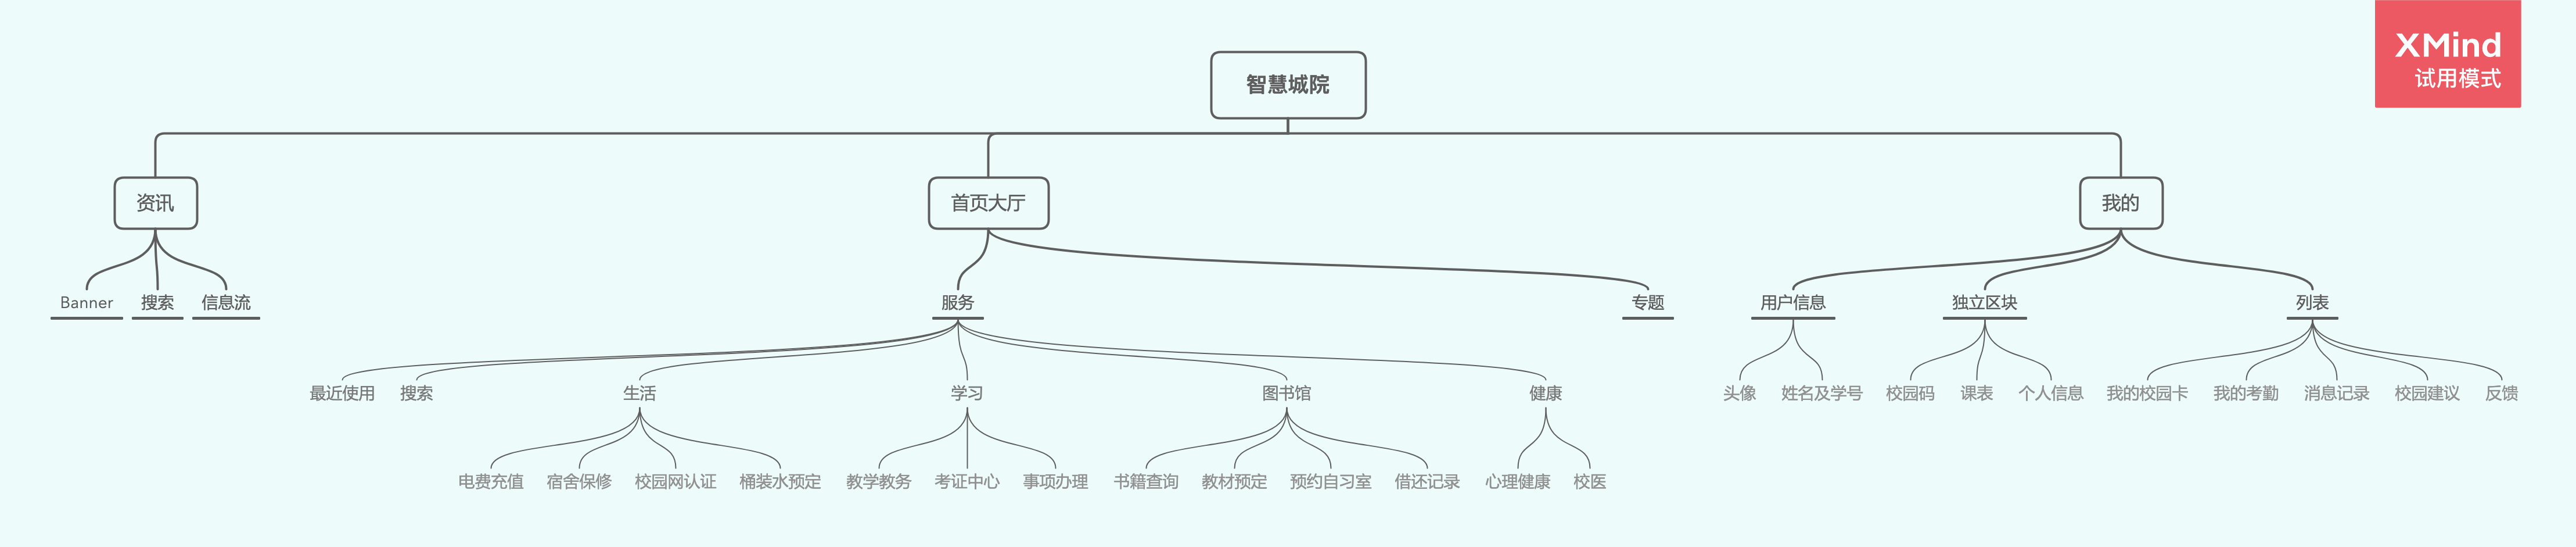 XMind
试用模式
智慧城院
资讯
首页大厅
我的
Banner
搜索
信息流
服务
专题
用户信息
独立区块
列表
最近使用
搜索
生活
学习
图书馆
健康
头像
姓名及学号
校园码
课表
个人信息
我的校园卡
我的考勤
消息记录
校园建议
反馈
电费充值
宿舍保修
校园网认证
桶装水预定
教学教务
考证中心
事项办理
书籍查询
教材预定
预约自习室
借还记录
心理健康
校医